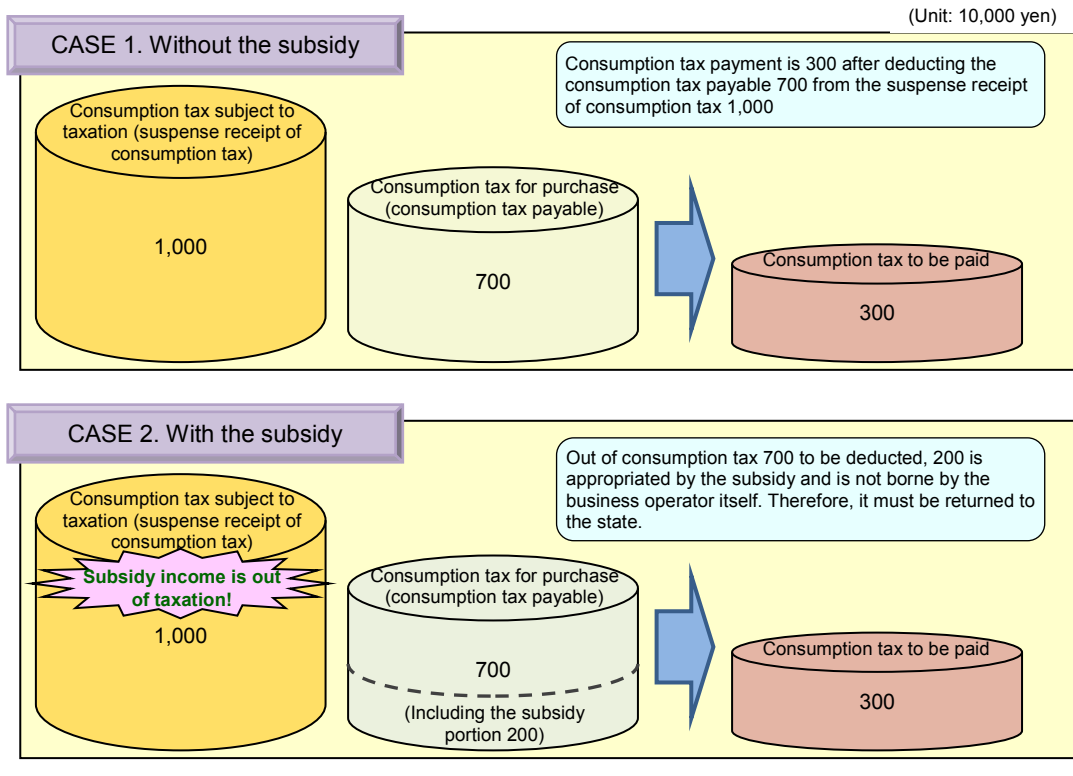 (Unit: 10,000 yen)
CASE 1. Without the subsidy
Consumption tax payment is 300 after deducting the
consumption tax payable 700 from the suspense receipt
of consumption tax 1,000
Consumption tax subject to
taxation (suspense receipt of
consumption tax)
1,000
Consumption tax for purchase
(consumption tax payable)
700
Consumption tax to be paid
300
CASE 2. With the subsidy
Out of consumption tax 700 to be deducted, 200 is
appropriated by the subsidy and is not borne by the
business operator itself. Therefore, it must be returned to
the state.
Consumption tax subject to
taxation (suspense receipt of
consumption tax)
Subsidy income is out
of taxation!
1,000
Consumption tax for purchase
(consumption tax payable)
700
(Including the subsidy
portion 200)
Consumption tax to be paid
300